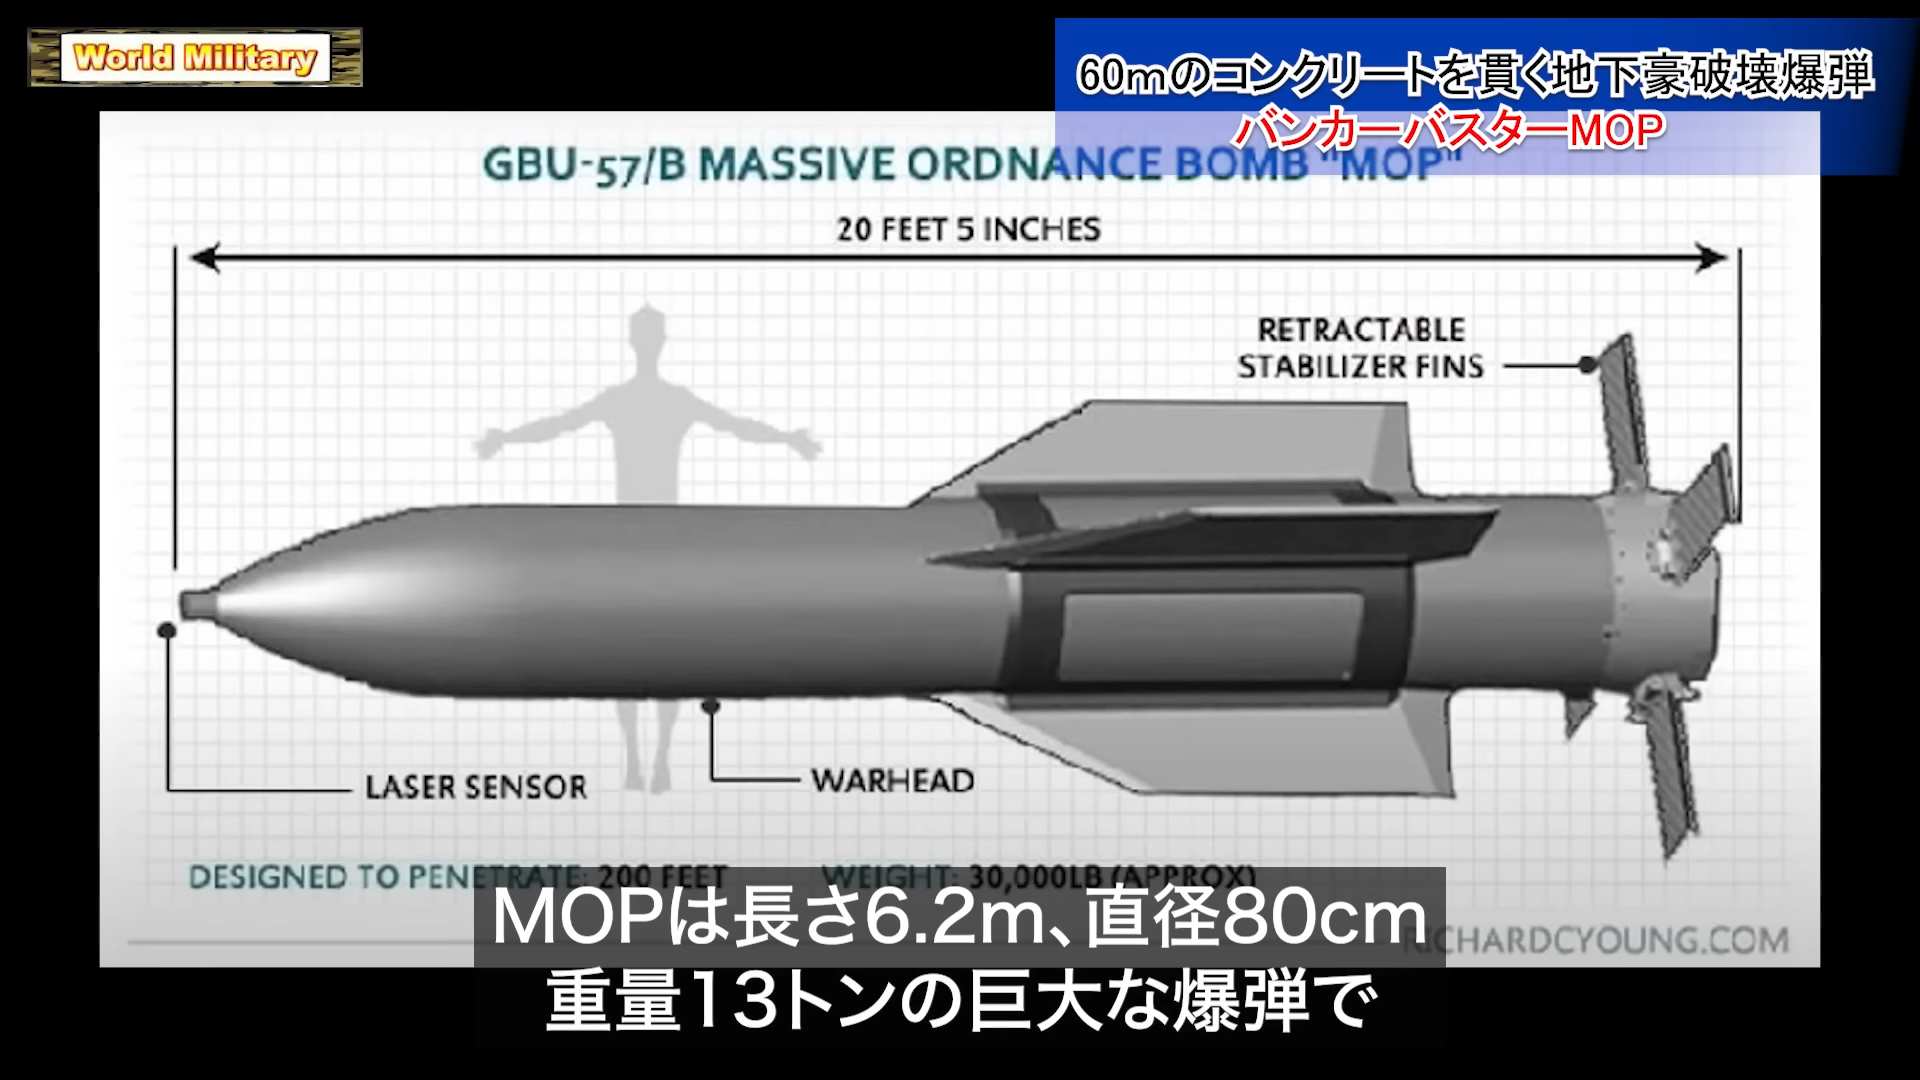 World Military
60mのコンクリートを貫く地下豪破壊爆弾
バンカーバスターMOP
GBU-57/B MASSIVE ORDNANCE BOMB "MOP"
20 FEET 5 INCHES
RETRACTABLE
STABILIZER FINS
LASER SENSOR
WARHEAD
DESIGNED TO PENETRATE: 200 FEET
WEIGHT: 30,000LB (APPROX)
RICHARDCYOUNG.COM
MOPは長さ6.2m、直径80cm
重量13トンの巨大な爆弾で